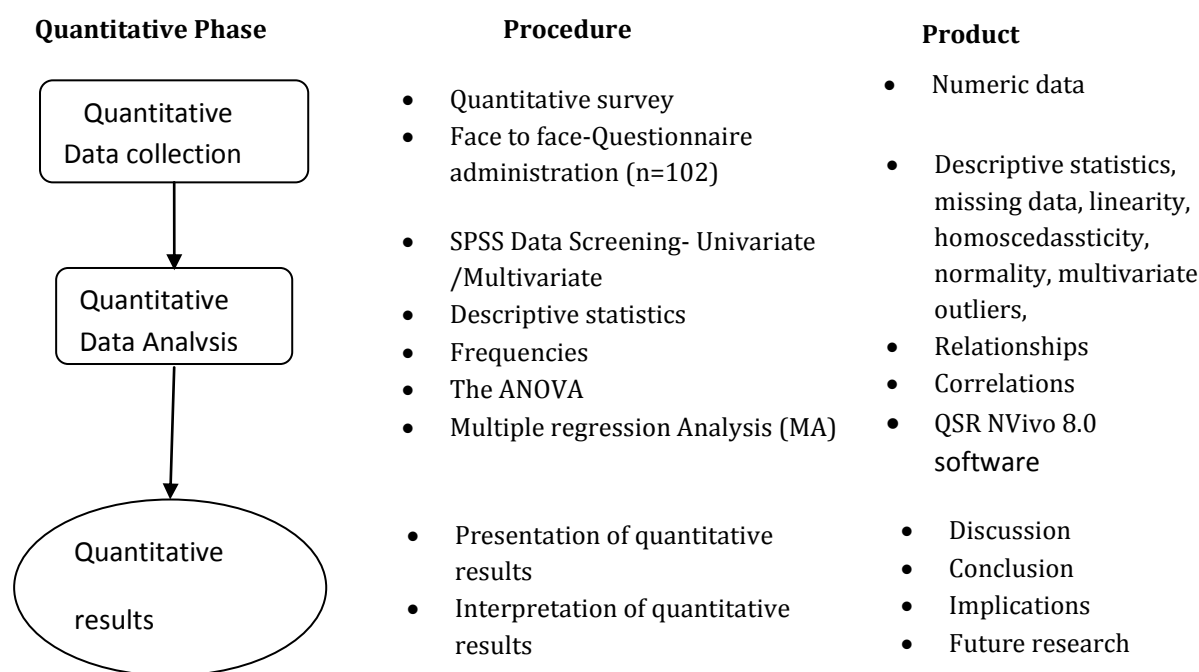 Quantitative Phase
Procedure
Product
Quantitative
Data collection
• Quantitative survey
• Face to face-Questionnaire
administration (n=102)
• Numeric data
• Descriptive statistics,
missing data, linearity,
homoscedassticity,
normality, multivariate
outliers,
• Relationships
• Correlations
• QSR NVivo 8.0
software
Quantitative
Data Analysis
• SPSS Data Screening- Univariate
/Multivariate
• Descriptive statistics
• Frequencies
• The ANOVA
• Multiple regression Analysis (MA)
Quantitative
results
• Presentation of quantitative
results
• Interpretation of quantitative
results
• Discussion
• Conclusion
• Implications
• Future research